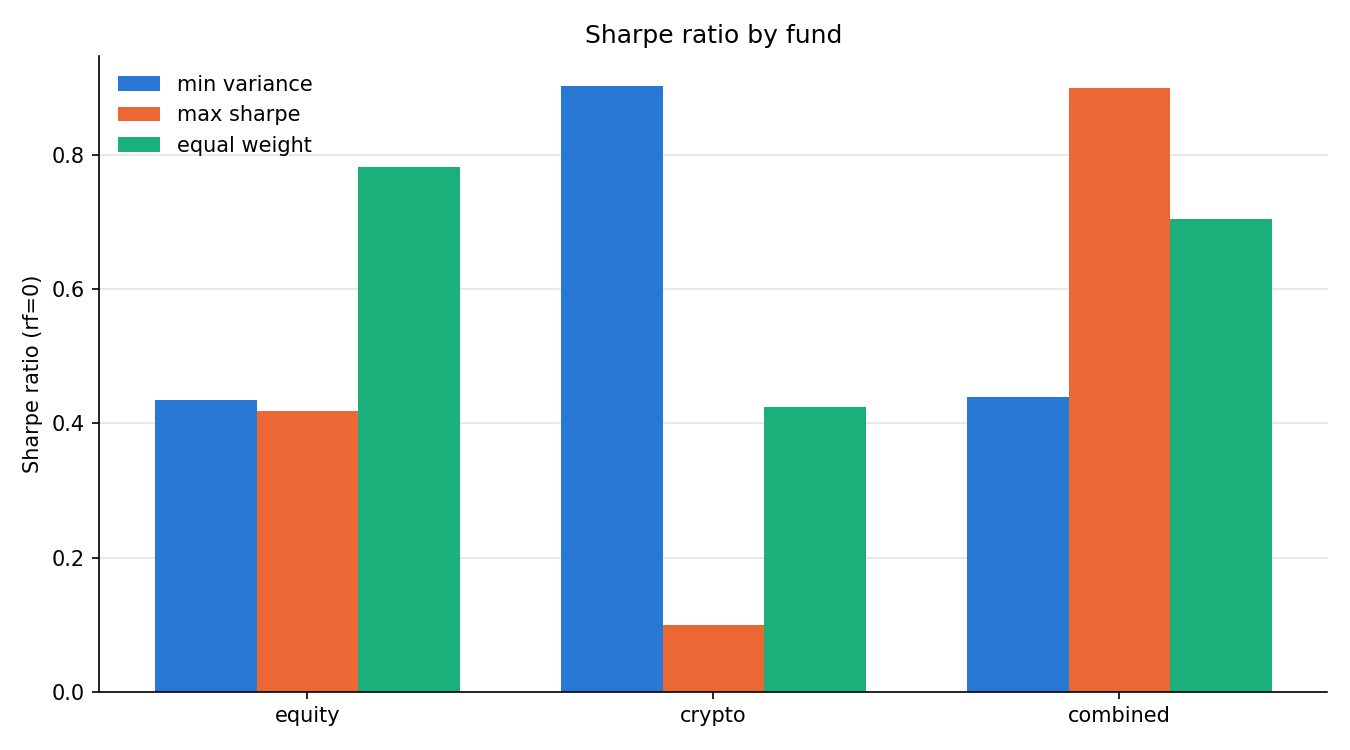 Sharpe ratio by fund
min variance
max sharpe
equal weight
Sharpe ratio (rf=0)
0.8
0.6
0.4
0.2
0.0
equity
crypto
combined